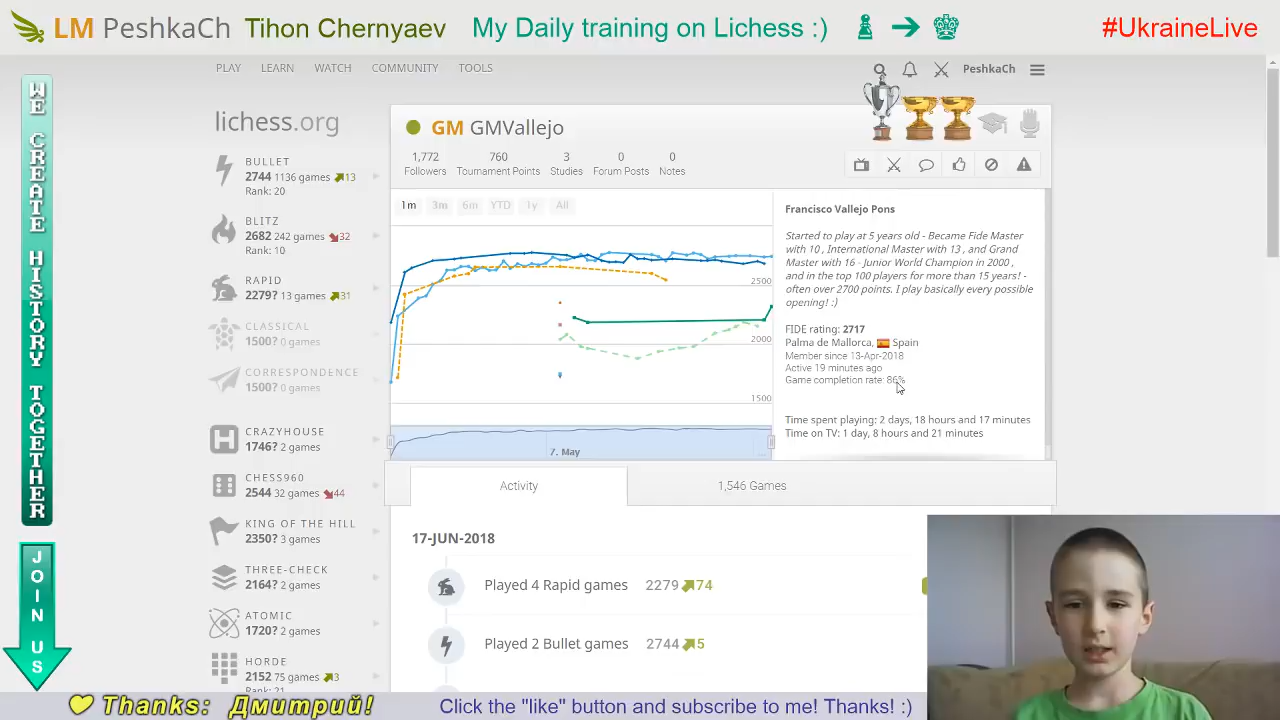 LM PeshkaCh Tihon Chernyaev My Daily training on Lichess :) #UkraineLive
WE CREATE HISTORY TOGETHER
JOIN US
PLAY LEARN WATCH COMMUNITY TOOLS PeshkaCh
lichess.org
BULLET
2744 1136 games 13
Rank: 20
BLITZ
2682 242 games 32
Rank: 10
RAPID
2279? 13 games 31
CLASSICAL
1500? 0 games
CORRESPONDENCE
1500? 0 games
CRAZYHOUSE
1746? 2 games
CHESS960
2544 32 games 44
KING OF THE HILL
2350? 3 games
THREE-CHECK
2164? 2 games
ATOMIC
1720? 2 games
HORDE
2152 75 games 3
GM GMVallejo
1,772 760 3 0 0
Followers Tournament Points Studies Forum Posts Notes
1m 3m 6m YTD 1y All
2500
2000
1500
7. May
Francisco Vallejo Pons
Started to play at 5 years old - Became Fide Master
with 10 , International Master with 13 , and Grand
Master with 16 - Junior World Champion in 2000 ,
and in the top 100 players for more than 15 years! -
often over 2700 points. I play basically every possible
opening! :)
FIDE rating: 2717
Palma de Mallorca, Spain
Member since 13-Apr-2018
Active 19 minutes ago
Game completion rate: 86%
Time spent playing: 2 days, 18 hours and 17 minutes
Time on TV: 1 day, 8 hours and 21 minutes
Activity 1,546 Games
17-JUN-2018
Played 4 Rapid games 2279 74
Played 2 Bullet games 2744 5
Thanks: Дмитрий! Click the "like" button and subscribe to me! Thanks! :)